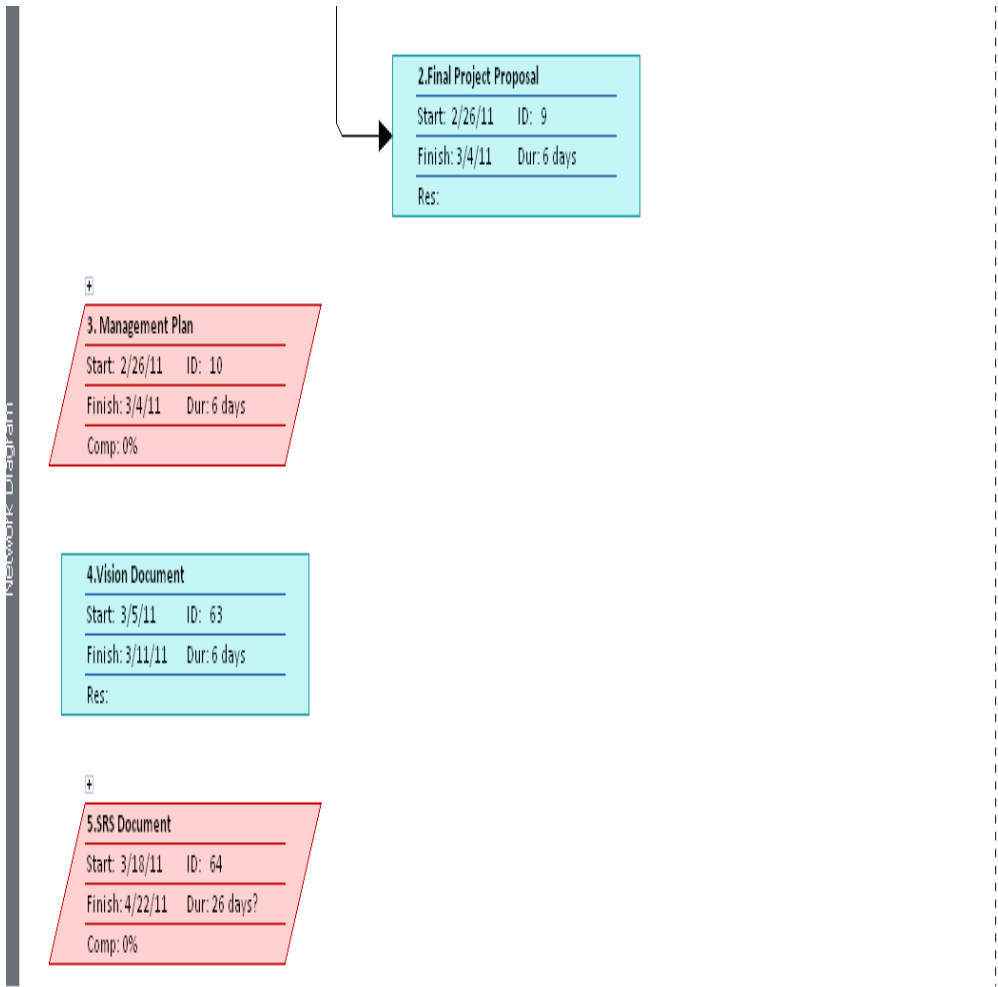 2.Final Project Proposal
Start: 2/26/11 ID: 9
Finish: 3/4/11 Dur: 6 days
Res:
+
3. Management Plan
Start: 2/26/11 ID: 10
Finish: 3/4/11 Dur: 6 days
Comp: 0%
Network Diagram
4.Vision Document
Start: 3/5/11 ID: 63
Finish: 3/11/11 Dur: 6 days
Res:
+
5.SRS Document
Start: 3/18/11 ID: 64
Finish: 4/22/11 Dur: 26 days?
Comp: 0%